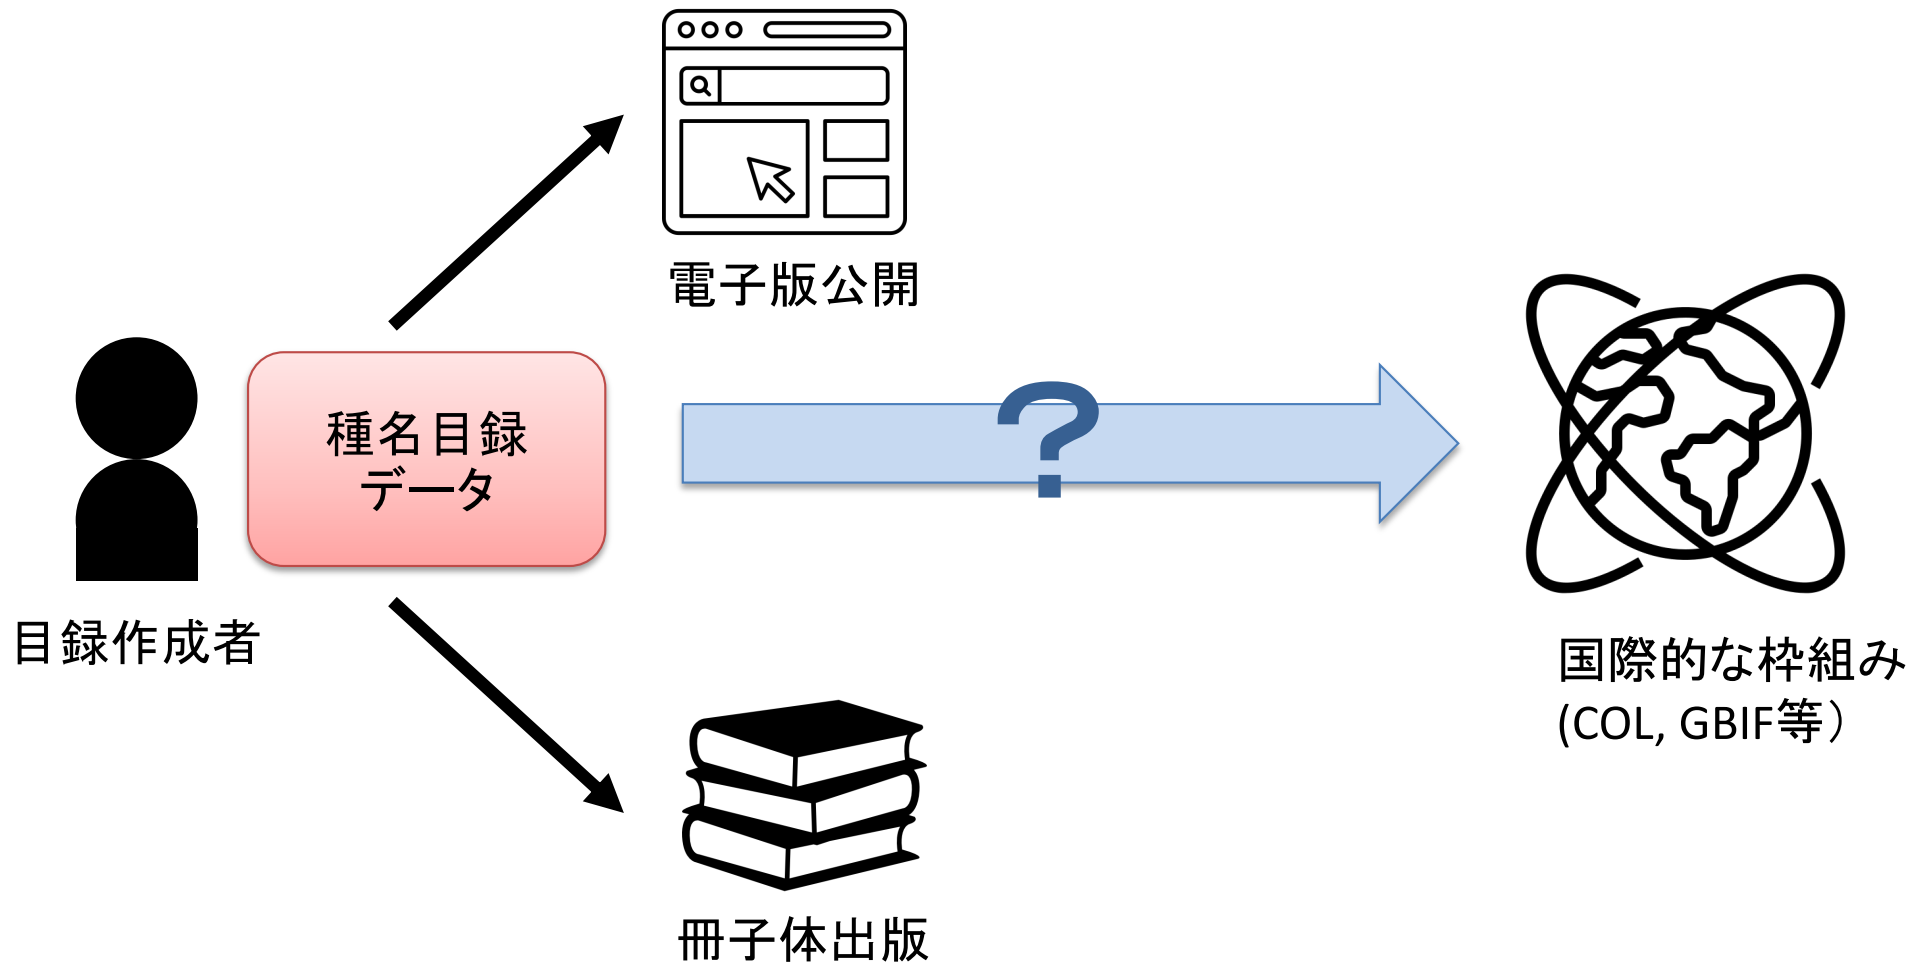 電子版公開
種名目録
データ
?
目録作成者
国際的な枠組み
(COL, GBIF等）
冊子体出版